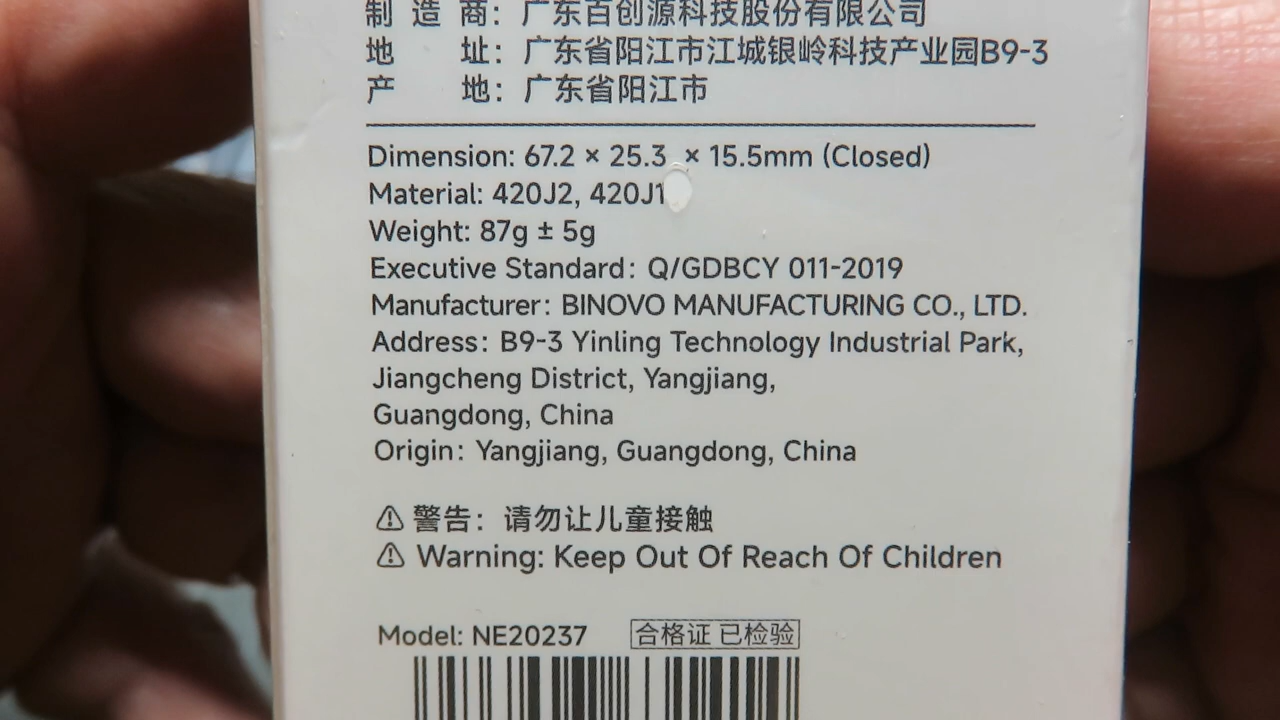 制造商：广东百创源科技股份有限公司
地址：广东省阳江市江城银岭科技产业园B9-3
产地：广东省阳江市
Dimension: 67.2 × 25.3 × 15.5mm (Closed)
Material: 420J2, 420J1
Weight: 87g ± 5g
Executive Standard: Q/GDBCY 011-2019
Manufacturer: BINOVO MANUFACTURING CO., LTD.
Address: B9-3 Yinling Technology Industrial Park,
Jiangcheng District, Yangjiang,
Guangdong, China
Origin: Yangjiang, Guangdong, China
⚠ 警告：请勿让儿童接触
⚠ Warning: Keep Out Of Reach Of Children
Model: NE20237 合格证 已检验